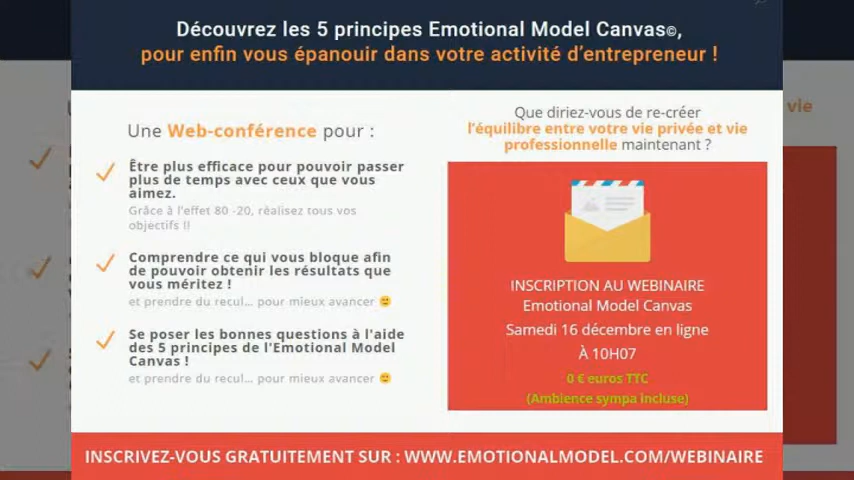 Découvrez les 5 principes Emotional Model Canvas©,
pour enfin vous épanouir dans votre activité d'entrepreneur !
Une Web-conférence pour :
Être plus efficace pour pouvoir passer
plus de temps avec ceux que vous
aimez.
Grâce à l'effet 80 -20, réalisez tous vos
objectifs !!
Comprendre ce qui vous bloque afin
de pouvoir obtenir les résultats que
vous méritez !
et prendre du recul... pour mieux avancer 🙂
Se poser les bonnes questions à l'aide
des 5 principes de l'Emotional Model
Canvas !
et prendre du recul... pour mieux avancer 🙂
Que diriez-vous de re-créer
l'équilibre entre votre vie privée et vie
professionnelle maintenant ?
INSCRIPTION AU WEBINAIRE
Emotional Model Canvas
Samedi 16 décembre en ligne
À 10H07
0 € euros TTC
(Ambience sympa incluse)
INSCRIVEZ-VOUS GRATUITEMENT SUR : WWW.EMOTIONALMODEL.COM/WEBINAIRE
vie